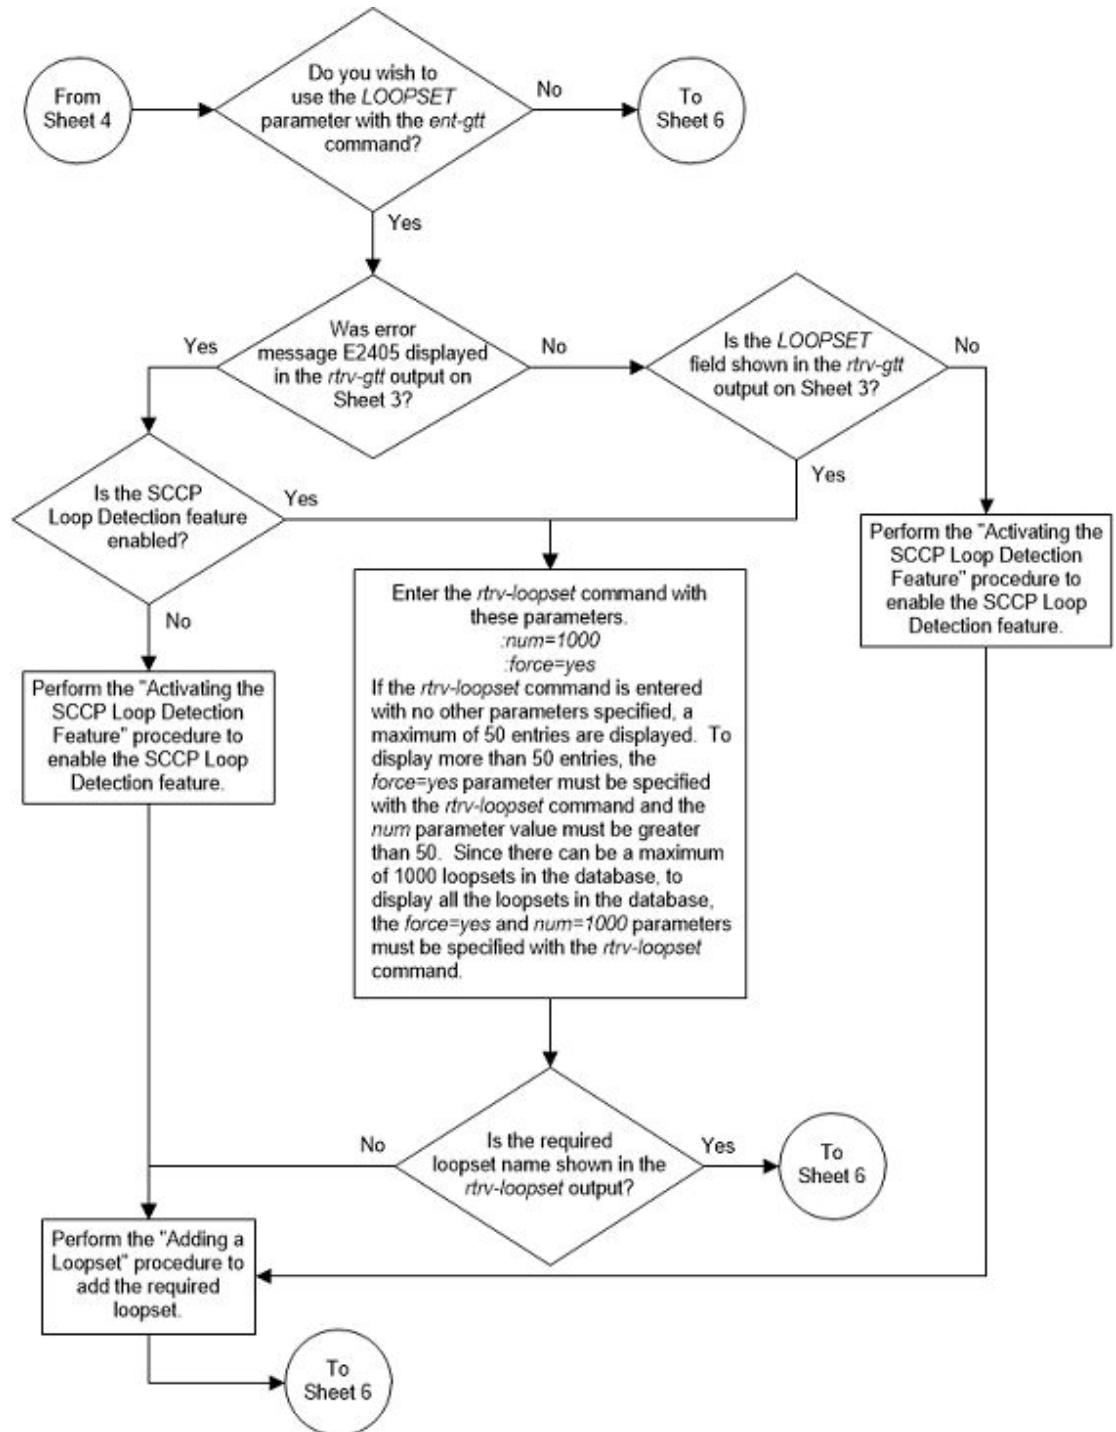 From
Sheet 4
Do you wish to
use the LOOPSET
parameter with the ent-gtt
command?
No
To
Sheet 6
Yes
Was error
message E2405 displayed
in the rtrv-gtt output on
Sheet 3?
Yes
No
Is the LOOPSET
field shown in the rtrv-gtt
output on Sheet 3?
No
Yes
Is the SCCP
Loop Detection feature
enabled?
Yes
No
Perform the "Activating the
SCCP Loop Detection
Feature" procedure to
enable the SCCP Loop
Detection feature.
Enter the rtrv-loopset command with
these parameters.
:num=1000
:force=yes
If the rtrv-loopset command is entered
with no other parameters specified, a
maximum of 50 entries are displayed. To
display more than 50 entries, the
force=yes parameter must be specified
with the rtrv-loopset command and the
num parameter value must be greater
than 50. Since there can be a maximum
of 1000 loopsets in the database, to
display all the loopsets in the database,
the force=yes and num=1000 parameters
must be specified with the rtrv-loopset
command.
Perform the "Activating the
SCCP Loop Detection
Feature" procedure to
enable the SCCP Loop
Detection feature.
No
Is the required
loopset name shown in the
rtrv-loopset output?
Yes
To
Sheet 6
Perform the "Adding a
Loopset" procedure to
add the required
loopset.
To
Sheet 6